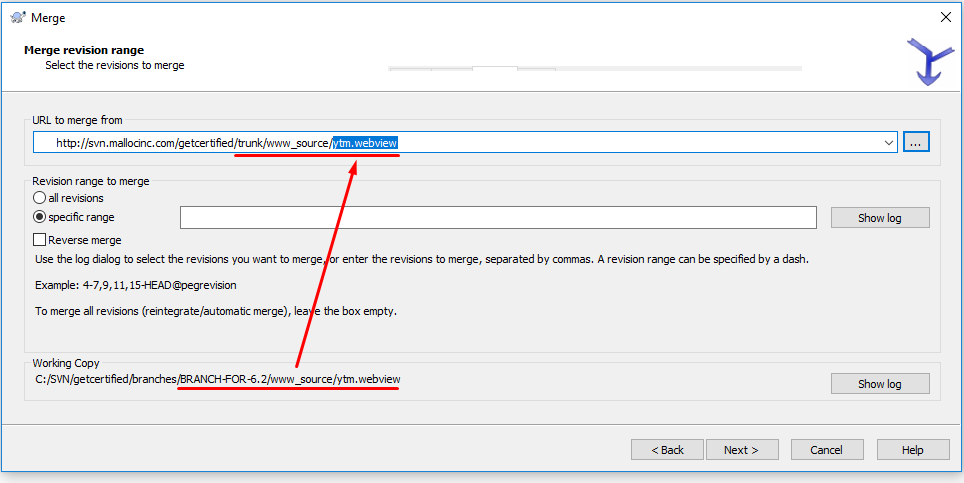 Merge
Merge revision range
Select the revisions to merge
URL to merge from
http://svn.mallocinc.com/getcertified/trunk/www_source/ytm.webview
...
Revision range to merge
all revisions
specific range
Show log
Reverse merge
Use the log dialog to select the revisions you want to merge, or enter the revisions to merge, separated by commas. A revision range can be specified by a dash.
Example: 4-7,9,11,15-HEAD@pegrevision
To merge all revisions (reintegrate/automatic merge), leave the box empty.
Working Copy
C:/SVN/getcertified/branches/BRANCH-FOR-6.2/www_source/ytm.webview
Show log
< Back
Next >
Cancel
Help